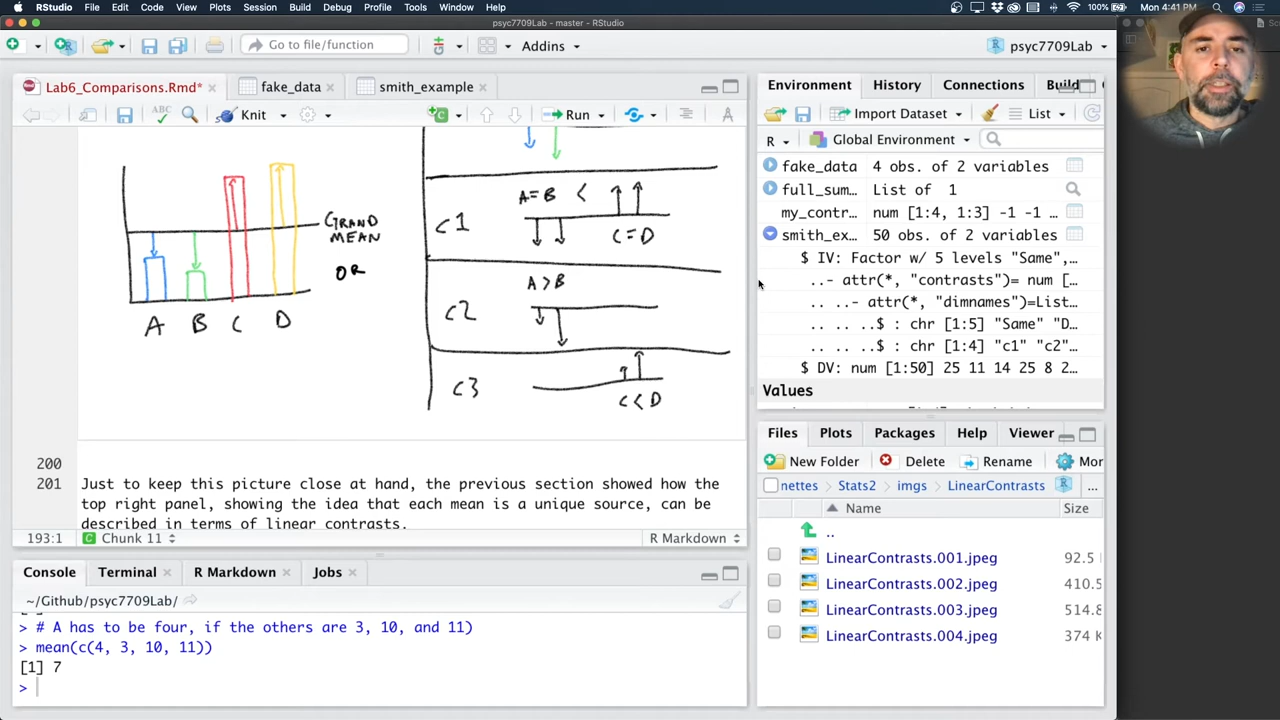 RStudio File Edit Code View Plots Session Build Debug Profile Tools Window Help 100% Mon 4:41 PM
psyc7709Lab - master - RStudio
Go to file/function Addins psyc7709Lab
Lab6_Comparisons.Rmd* fake_data smith_example
ABC Knit Run
A=B <
C1 C=D
GRAND
MEAN
OR
A>B
C2
A B C D
C3 C<D
200
201 Just to keep this picture close at hand, the previous section showed how the
top right panel, showing the idea that each mean is a unique source, can be
described in terms of linear contrasts.
193:1 Chunk 11 R Markdown
Console Terminal R Markdown Jobs
~/Github/psyc7709Lab/
> # A has to be four, if the others are 3, 10, and 11)
> mean(c(4, 3, 10, 11))
[1] 7
>
Environment History Connections Build
Import Dataset List
R Global Environment
fake_data 4 obs. of 2 variables
full_sum… List of 1
my_contr… num [1:4, 1:3] -1 -1 …
smith_ex… 50 obs. of 2 variables
$ IV: Factor w/ 5 levels "Same",…
..- attr(*, "contrasts")= num […
.. ..- attr(*, "dimnames")=List…
.. .. ..$ : chr [1:5] "Same" "D…
.. .. ..$ : chr [1:4] "c1" "c2"…
$ DV: num [1:50] 25 11 14 25 8 2…
Values
Files Plots Packages Help Viewer
New Folder Delete Rename Mor
nettes Stats2 imgs LinearContrasts ...
Name Size
..
LinearContrasts.001.jpeg 92.5
LinearContrasts.002.jpeg 410.5
LinearContrasts.003.jpeg 514.8
LinearContrasts.004.jpeg 374 K